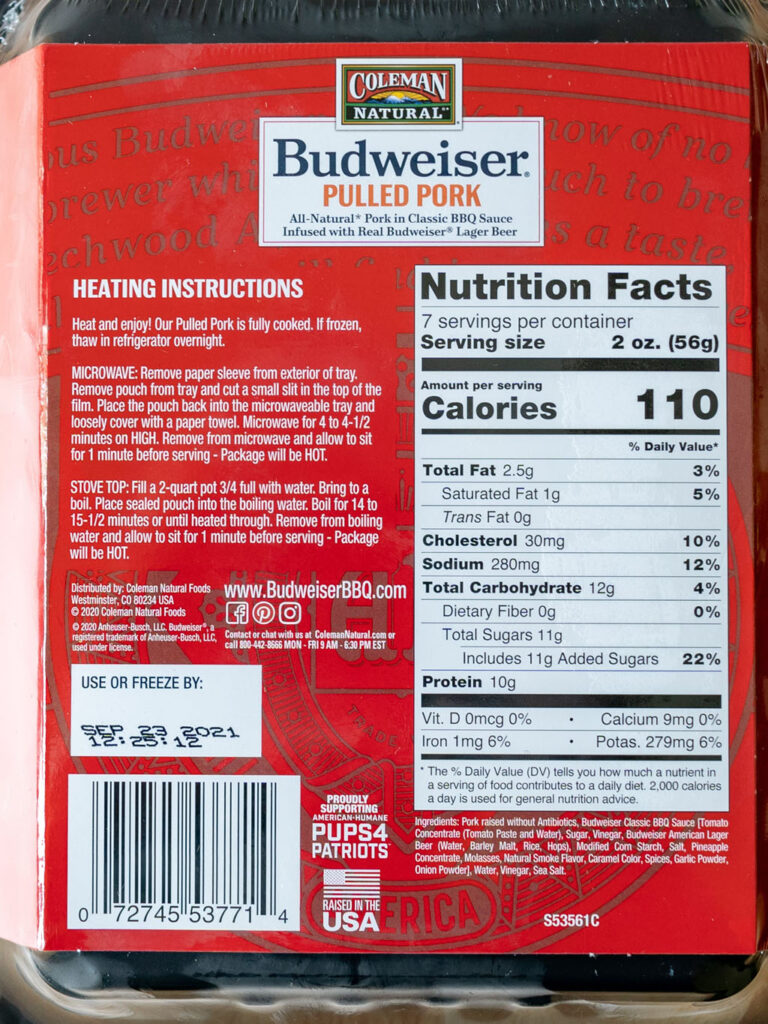 COLEMAN
NATURAL
Budweiser®
PULLED PORK
All-Natural* Pork in Classic BBQ Sauce
Infused with Real Budweiser® Lager Beer
HEATING INSTRUCTIONS
Heat and enjoy! Our Pulled Pork is fully cooked. If frozen,
thaw in refrigerator overnight.
MICROWAVE: Remove paper sleeve from exterior of tray.
Remove pouch from tray and cut a small slit in the top of the
film. Place the pouch back into the microwaveable tray and
loosely cover with a paper towel. Microwave for 4 to 4-1/2
minutes on HIGH. Remove from microwave and allow to sit
for 1 minute before serving - Package will be HOT.
STOVE TOP: Fill a 2-quart pot 3/4 full with water. Bring to a
boil. Place sealed pouch into the boiling water. Boil for 14 to
15-1/2 minutes or until heated through. Remove from boiling
water and allow to sit for 1 minute before serving - Package
will be HOT.
Distributed by: Coleman Natural Foods
Westminster, CO 80234 USA
© 2020 Coleman Natural Foods
© 2020 Anheuser-Busch, LLC. Budweiser®, a
registered trademark of Anheuser-Busch, LLC,
used under license.
www.BudweiserBBQ.com
Contact or chat with us at ColemanNatural.com or
call 800-442-8666 MON - FRI 9 AM - 6:30 PM EST
USE OR FREEZE BY:
SEP 23 2021
12:25:12
0 72745 53771 4
PROUDLY
SUPPORTING
AMERICAN-HUMANE
PUPS4
PATRIOTS
RAISED IN THE
USA
Nutrition Facts
7 servings per container
Serving size 2 oz. (56g)
Amount per serving
Calories 110
% Daily Value*
Total Fat 2.5g 3%
Saturated Fat 1g 5%
Trans Fat 0g
Cholesterol 30mg 10%
Sodium 280mg 12%
Total Carbohydrate 12g 4%
Dietary Fiber 0g 0%
Total Sugars 11g
Includes 11g Added Sugars 22%
Protein 10g
Vit. D 0mcg 0% • Calcium 9mg 0%
Iron 1mg 6% • Potas. 279mg 6%
* The % Daily Value (DV) tells you how much a nutrient in
a serving of food contributes to a daily diet. 2,000 calories
a day is used for general nutrition advice.
Ingredients: Pork raised without Antibiotics, Budweiser Classic BBQ Sauce [Tomato
Concentrate (Tomato Paste and Water), Sugar, Vinegar, Budweiser American Lager
Beer (Water, Barley Malt, Rice, Hops), Modified Corn Starch, Salt, Pineapple
Concentrate, Molasses, Natural Smoke Flavor, Caramel Color, Spices, Garlic Powder,
Onion Powder], Water, Vinegar, Sea Salt.
S53561C